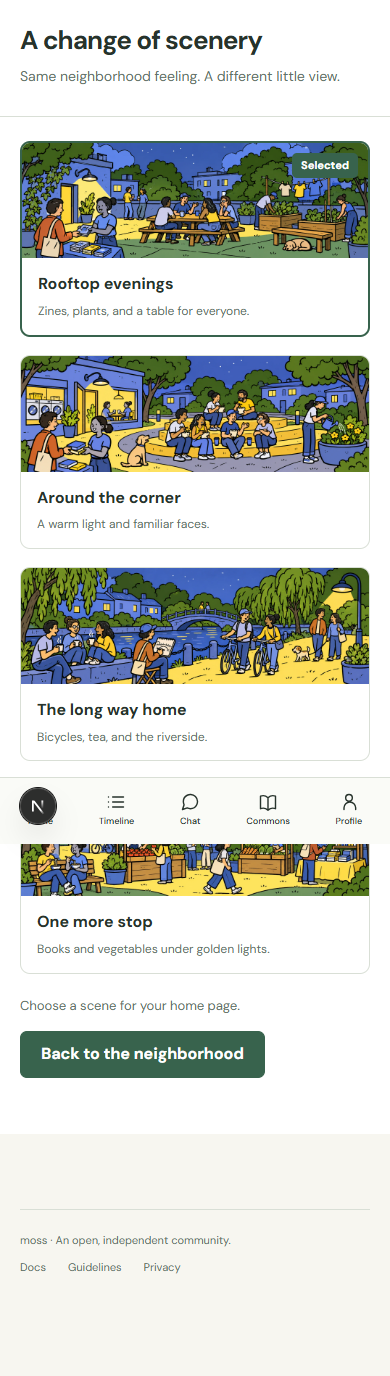 A change of scenery
Same neighborhood feeling. A different little view.
Selected
Rooftop evenings
Zines, plants, and a table for everyone.
Around the corner
A warm light and familiar faces.
The long way home
Bicycles, tea, and the riverside.
N
Timeline
Chat
Commons
Profile
One more stop
Books and vegetables under golden lights.
Choose a scene for your home page.
Back to the neighborhood
moss · An open, independent community.
Docs
Guidelines
Privacy